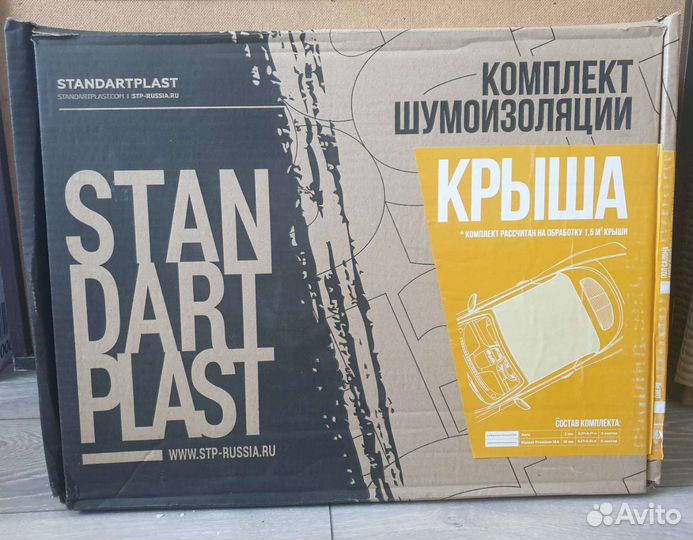 STANDARTPLAST
STANDARTPLAST.COM | STP-RUSSIA.RU
STAN
DART
PLAST
WWW.STP-RUSSIA.RU
КОМПЛЕКТ
ШУМОИЗОЛЯЦИИ
КРЫША
* КОМПЛЕКТ РАССЧИТАН НА ОБРАБОТКУ 1.5 М² КРЫШИ
СОСТАВ КОМПЛЕКТА:
Avito